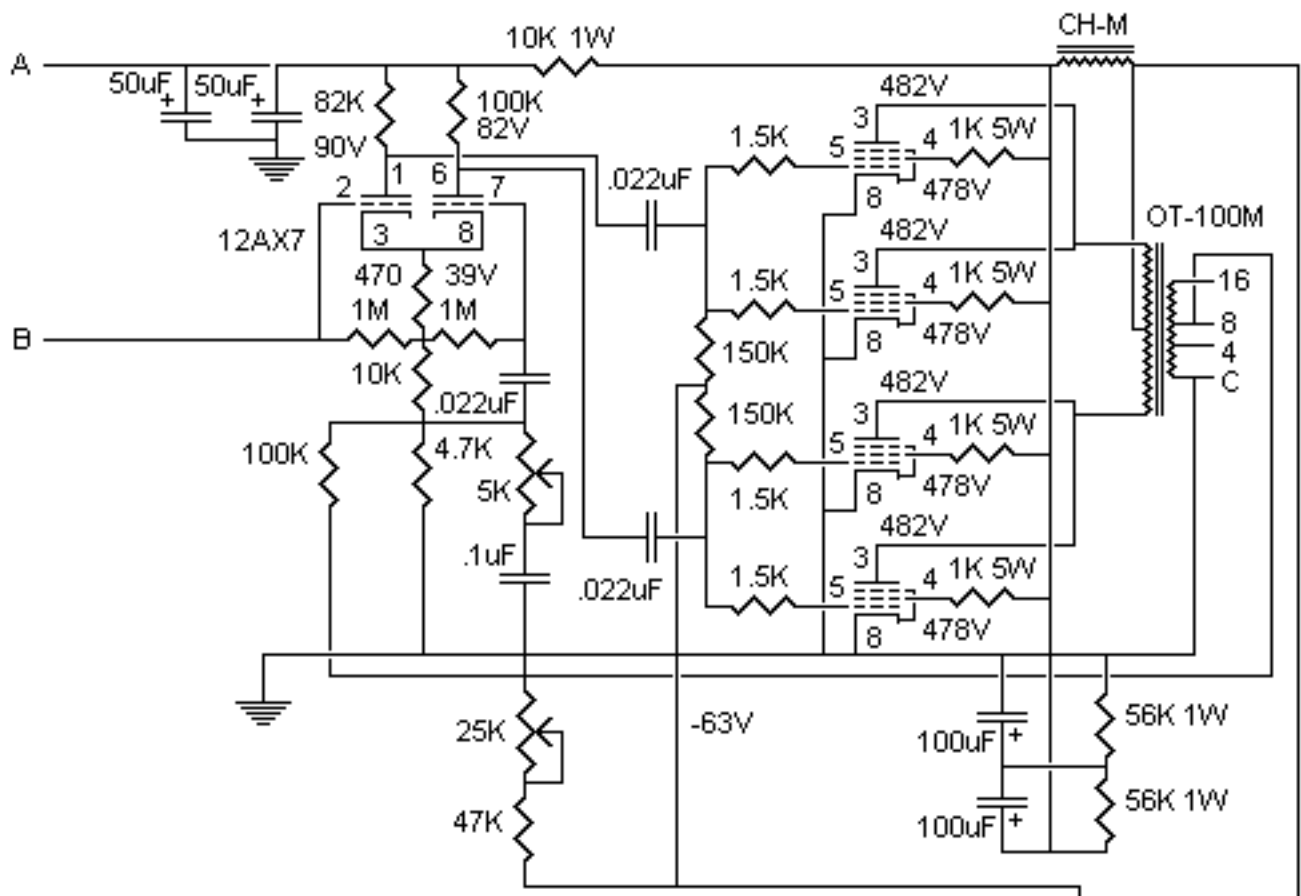 CH-M
10K 1W
A
50uF
+
50uF
+
82K
100K
82V
90V
482V
3
1.5K
5
4
1K 5W
478V
8
.022uF
2
1
6
7
12AX7
3
8
OT-100M
470
39V
1M
1M
B
10K
482V
3
1.5K
5
4
1K 5W
478V
8
16
8
4
C
150K
.022uF
150K
482V
3
100K
4.7K
5K
5
4
1K 5W
1.5K
478V
8
482V
.1uF
3
.022uF
1.5K
5
4
1K 5W
478V
8
25K
-63V
100uF
+
56K 1W
47K
100uF
+
56K 1W